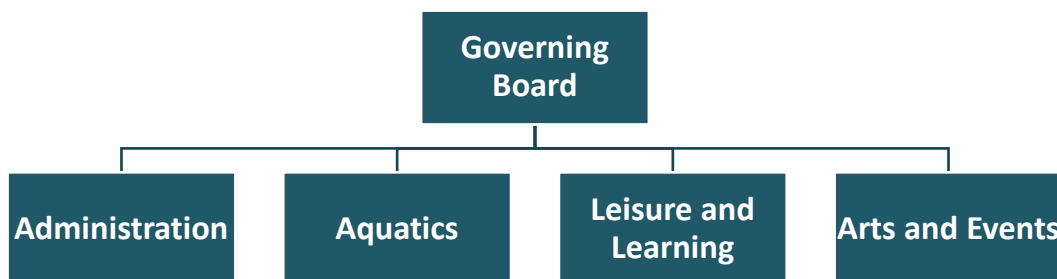 Governing
Board
Administration
Aquatics
Leisure and
Learning
Arts and Events